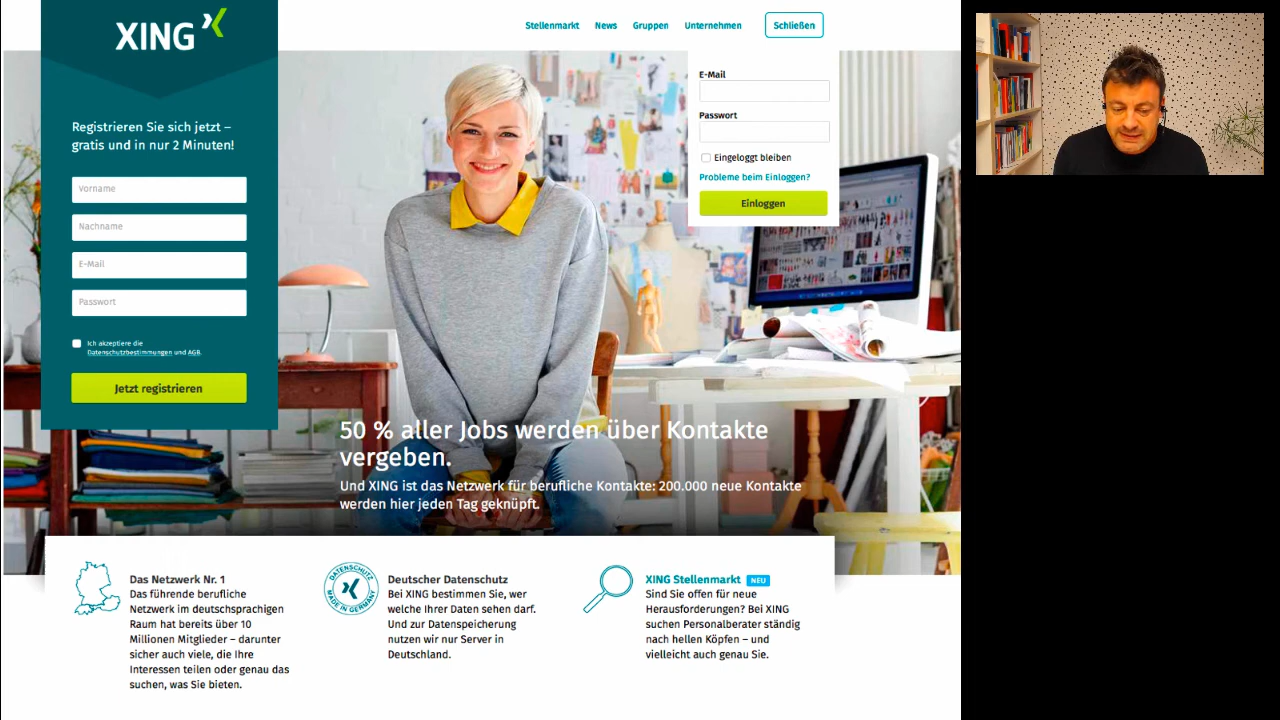 XING
Stellenmarkt News Gruppen Unternehmen Schließen
Registrieren Sie sich jetzt –
gratis und in nur 2 Minuten!
Vorname
Nachname
E-Mail
Passwort
Ich akzeptiere die
Datenschutzbestimmungen und AGB.
Jetzt registrieren
E-Mail
Passwort
Eingeloggt bleiben
Probleme beim Einloggen?
Einloggen
50 % aller Jobs werden über Kontakte
vergeben.
Und XING ist das Netzwerk für berufliche Kontakte: 200.000 neue Kontakte
werden hier jeden Tag geknüpft.
Das Netzwerk Nr. 1
Das führende berufliche
Netzwerk im deutschsprachigen
Raum hat bereits über 10
Millionen Mitglieder – darunter
sicher auch viele, die Ihre
Interessen teilen oder genau das
suchen, was Sie bieten.
DATENSCHUTZ
MADE IN GERMANY
Deutscher Datenschutz
Bei XING bestimmen Sie, wer
welche Ihrer Daten sehen darf.
Und zur Datenspeicherung
nutzen wir nur Server in
Deutschland.
XING Stellenmarkt NEU
Sind Sie offen für neue
Herausforderungen? Bei XING
suchen Personalberater ständig
nach hellen Köpfen – und
vielleicht auch genau Sie.